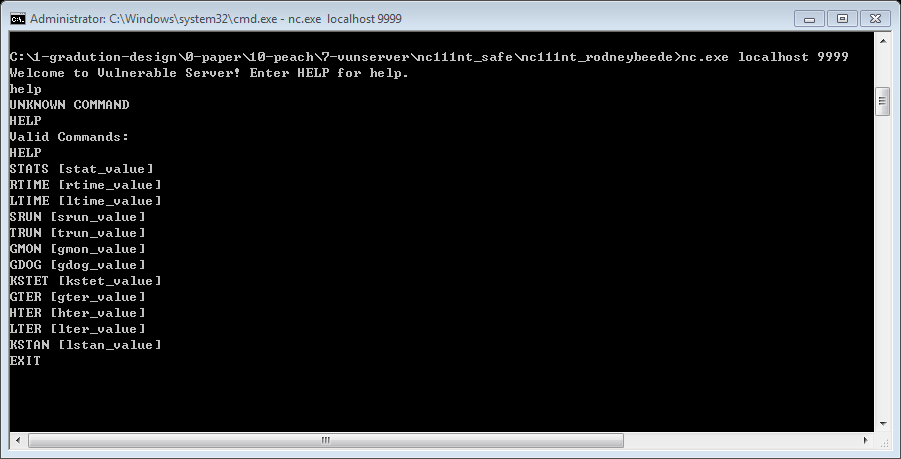 Administrator: C:\Windows\system32\cmd.exe - nc.exe localhost 9999
C:\1-gradution-design\0-paper\10-peach\7-vunserver\nc111nt_safe\nc111nt_rodneybeede>nc.exe localhost 9999
Welcome to Vulnerable Server! Enter HELP for help.
help
UNKNOWN COMMAND
HELP
Valid Commands:
HELP
STATS [stat_value]
RTIME [rtime_value]
LTIME [ltime_value]
SRUN [srun_value]
TRUN [trun_value]
GMON [gmon_value]
GDOG [gdog_value]
KSTET [kstet_value]
GTER [gter_value]
HTER [hter_value]
LTER [lter_value]
KSTAN [lstan_value]
EXIT